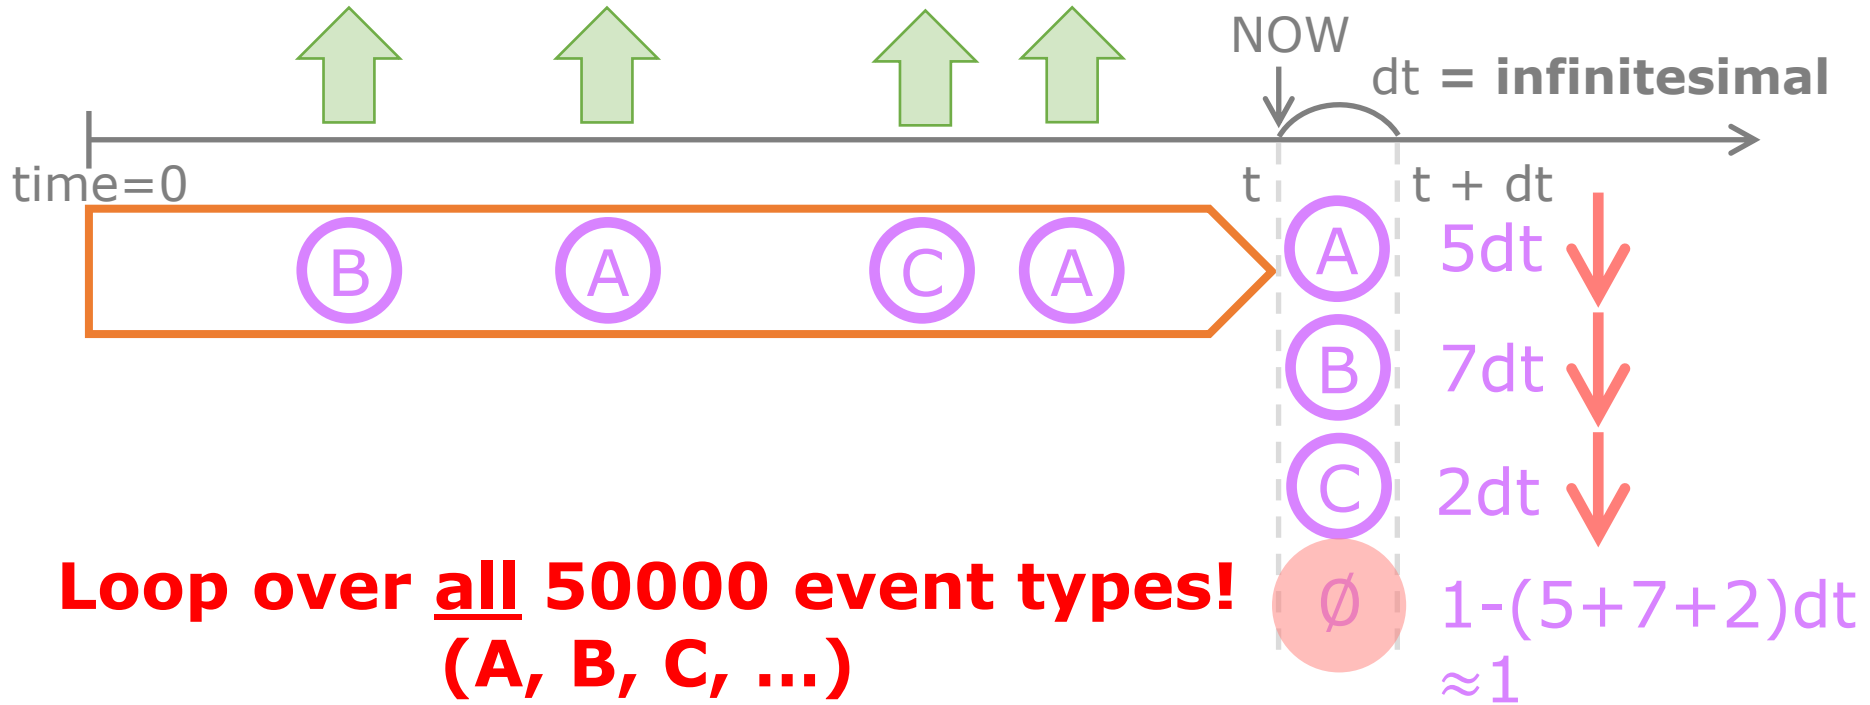 NOW
dt = infinitesimal
time=0
t
t + dt
B
A
C
A
A
5dt
B
7dt
C
2dt
Ø
1-(5+7+2)dt
≈1
Loop over all 50000 event types!
(A, B, C, ...)